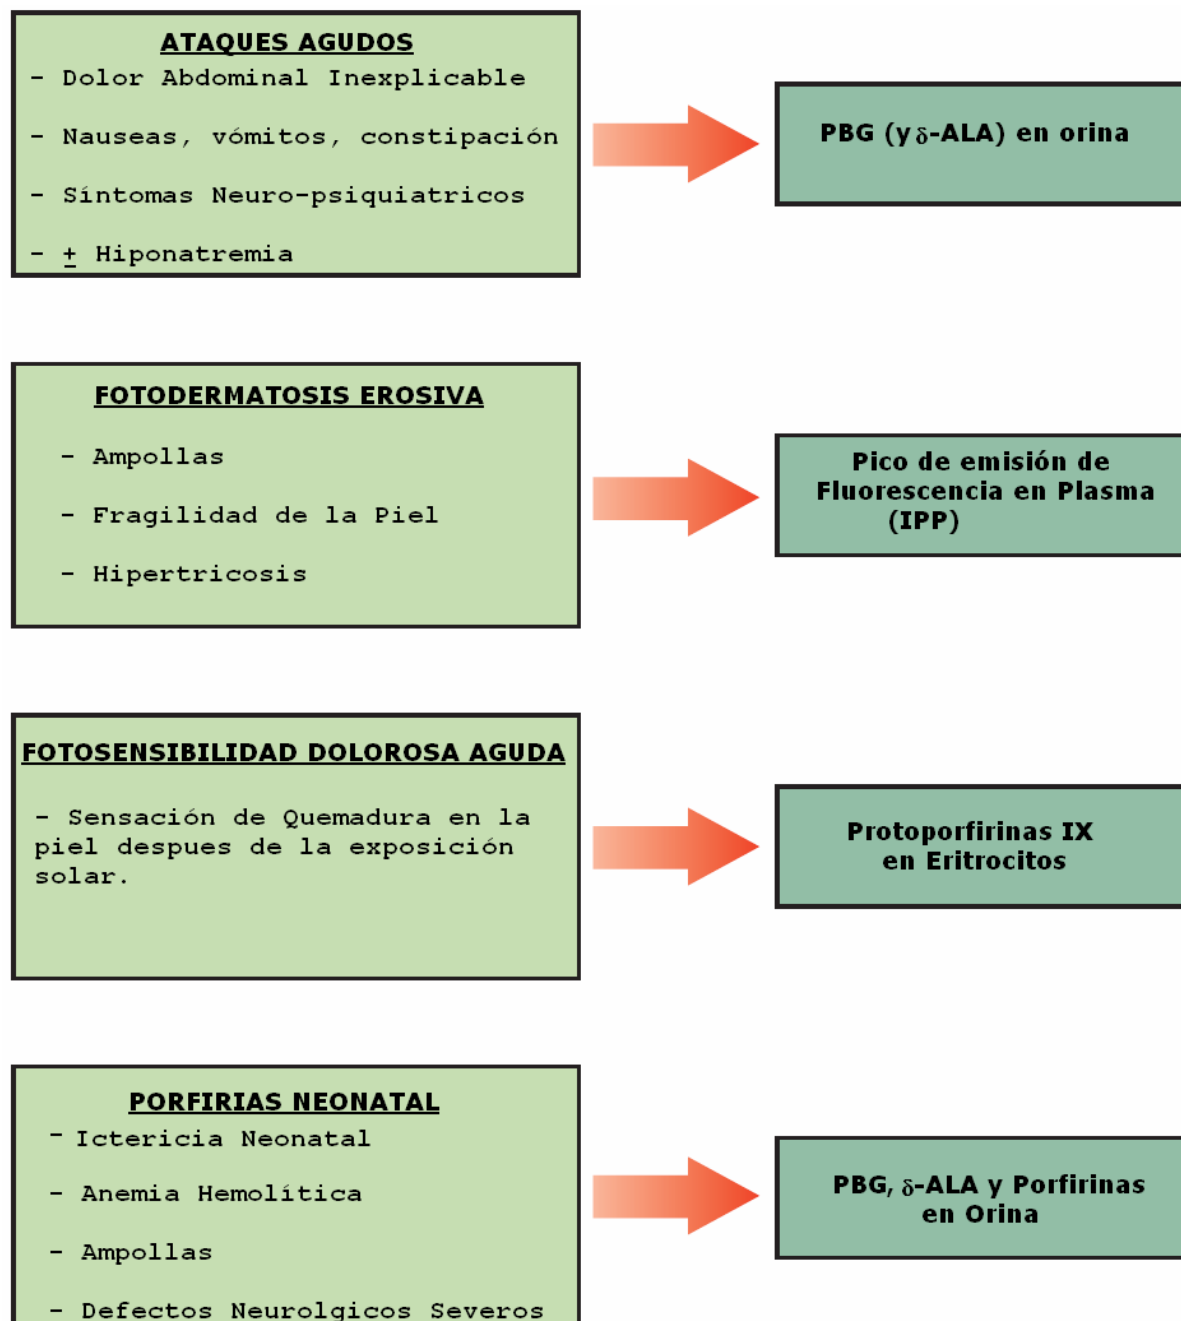 ATAQUES AGUDOS
- Dolor Abdominal Inexplicable
- Nauseas, vómitos, constipación
- Síntomas Neuro-psiquiatricos
- ± Hiponatremia
PBG (y δ-ALA) en orina
FOTODERMATOSIS EROSIVA
- Ampollas
- Fragilidad de la Piel
- Hipertricosis
Pico de emisión de
Fluorescencia en Plasma
(IPP)
FOTOSENSIBILIDAD DOLOROSA AGUDA
- Sensación de Quemadura en la
piel despues de la exposición
solar.
Protoporfirinas IX
en Eritrocitos
PORFIRIAS NEONATAL
- Ictericia Neonatal
- Anemia Hemolítica
- Ampollas
- Defectos Neurolgicos Severos
PBG, δ-ALA y Porfirinas
en Orina